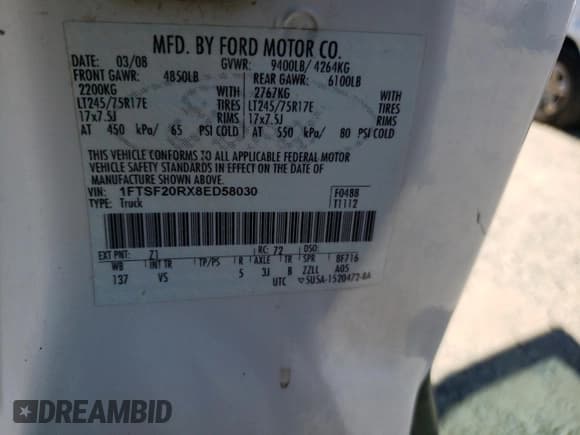 MFD. BY FORD MOTOR CO.
DATE: 03/08 GVWR: 9400LB/ 4264KG
FRONT GAWR: 4850LB REAR GAWR: 6100LB
2200KG WITH 2767KG WITH
LT245/75R17E TIRES LT245/75R17E TIRES
17x7.5J RIMS 17x7.5J RIMS
AT 450 kPa/ 65 PSI COLD AT 550 kPa/ 80 PSI COLD
THIS VEHICLE CONFORMS TO ALL APPLICABLE FEDERAL MOTOR
VEHICLE SAFETY STANDARDS IN EFFECT ON THE DATE OF
MANUFACTURE SHOWN ABOVE.
VIN: 1FTSF20RX8ED58030 F0488
TYPE: Truck T1112
EXT PNT: Z1 RC: 72 DSO:
WB INT TR TP/PS R AXLE TR SPR 8F716
137 VS 5 3J B ZZLL A05
UTC 5U5A-1520472-BA
DREAMBID